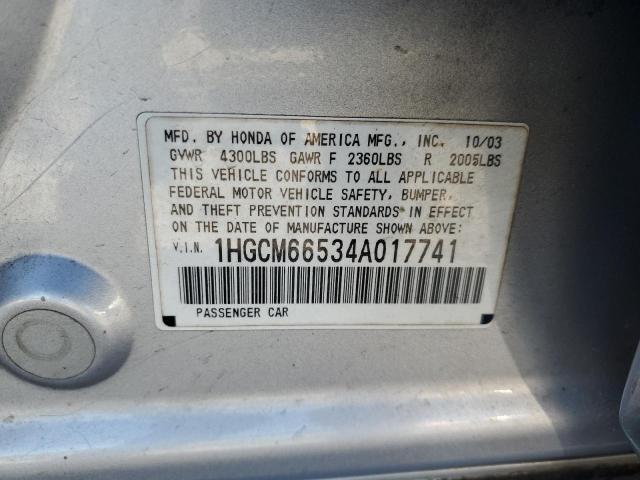 MFD. BY HONDA OF AMERICA MFG., INC. 10/03
GVWR 4300LBS GAWR F 2360LBS R 2005LBS
THIS VEHICLE CONFORMS TO ALL APPLICABLE
FEDERAL MOTOR VEHICLE SAFETY, BUMPER,
AND THEFT PREVENTION STANDARDS IN EFFECT
ON THE DATE OF MANUFACTURE SHOWN ABOVE:
V.I.N. 1HGCM66534A017741
PASSENGER CAR